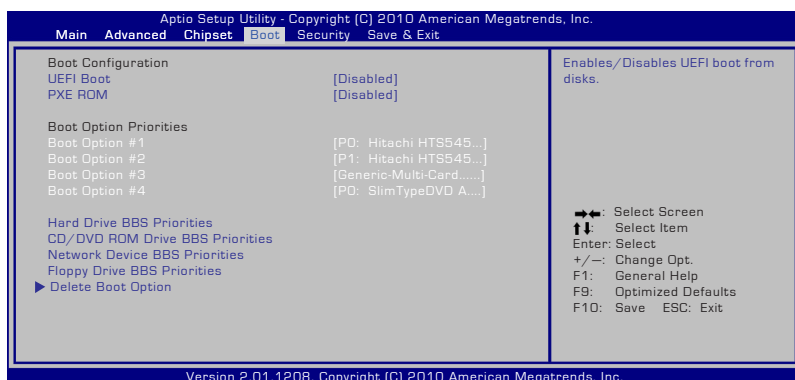 Aptio Setup Utility - Copyright (C) 2010 American Megatrends, Inc.
Main Advanced Chipset Boot Security Save & Exit
Boot Configuration
UEFI Boot [Disabled]
PXE ROM [Disabled]
Boot Option Priorities
Boot Option #1 [P0: Hitachi HTS545...]
Boot Option #2 [P1: Hitachi HTS545...]
Boot Option #3 [Generic-Multi-Card......]
Boot Option #4 [P0: SlimTypeDVD A....]
Hard Drive BBS Priorities
CD/DVD ROM Drive BBS Priorities
Network Device BBS Priorities
Floppy Drive BBS Priorities
Delete Boot Option
Enables/Disables UEFI boot from
disks.
→←: Select Screen
↑↓: Select Item
Enter: Select
+/—: Change Opt.
F1: General Help
F9: Optimized Defaults
F10: Save ESC: Exit
Version 2.01.1208. Copyright (C) 2010 American Megatrends, Inc.